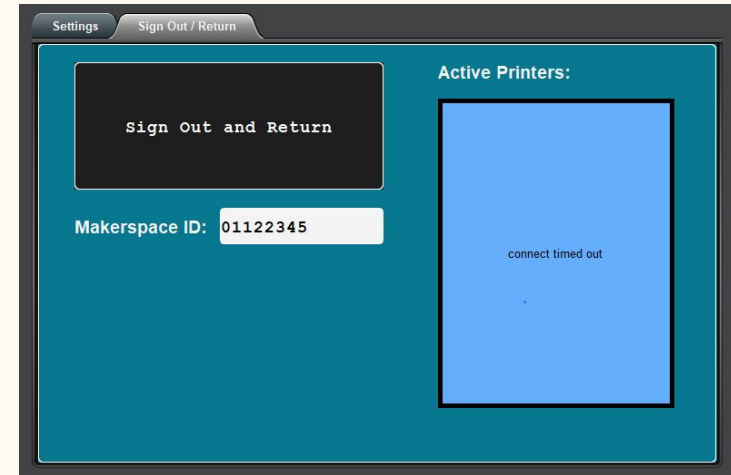 Settings
Sign Out / Return
Sign Out and Return
Makerspace ID:
01122345
Active Printers:
connect timed out